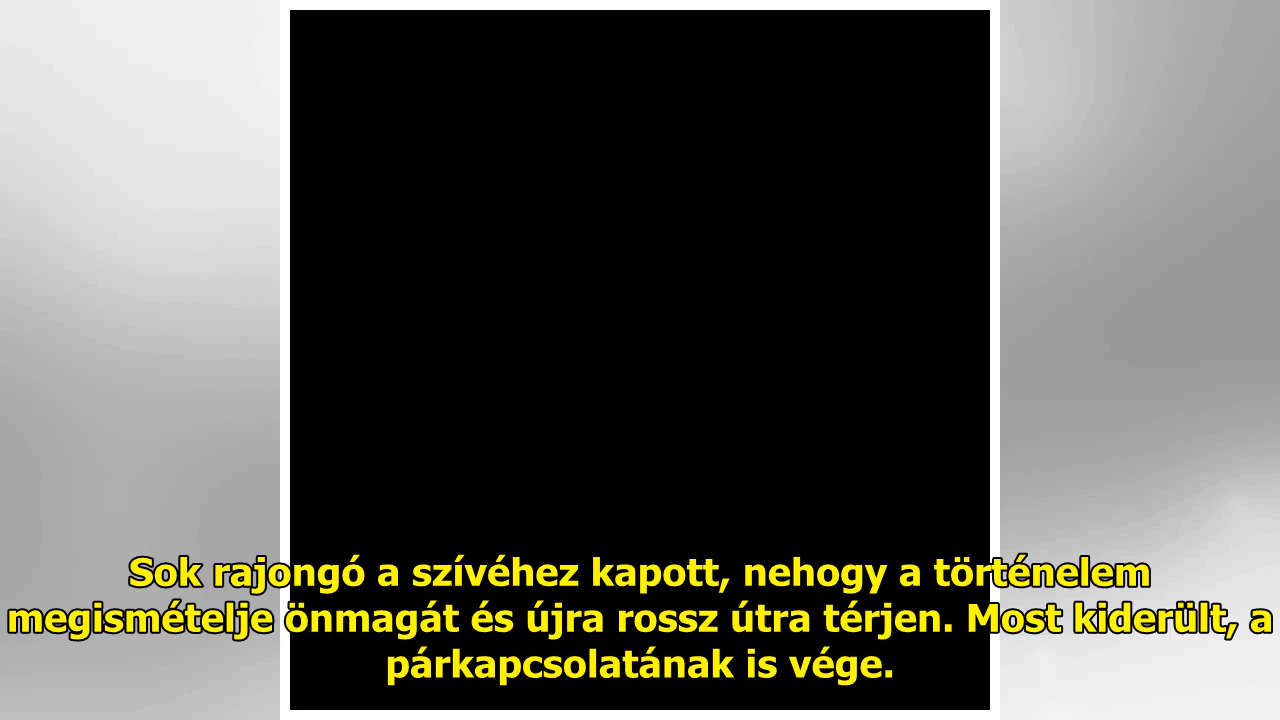 Sok rajongó a szívéhez kapott, nehogy a történelem
megismételje önmagát és újra rossz útra térjen. Most kiderült, a
párkapcsolatának is vége.